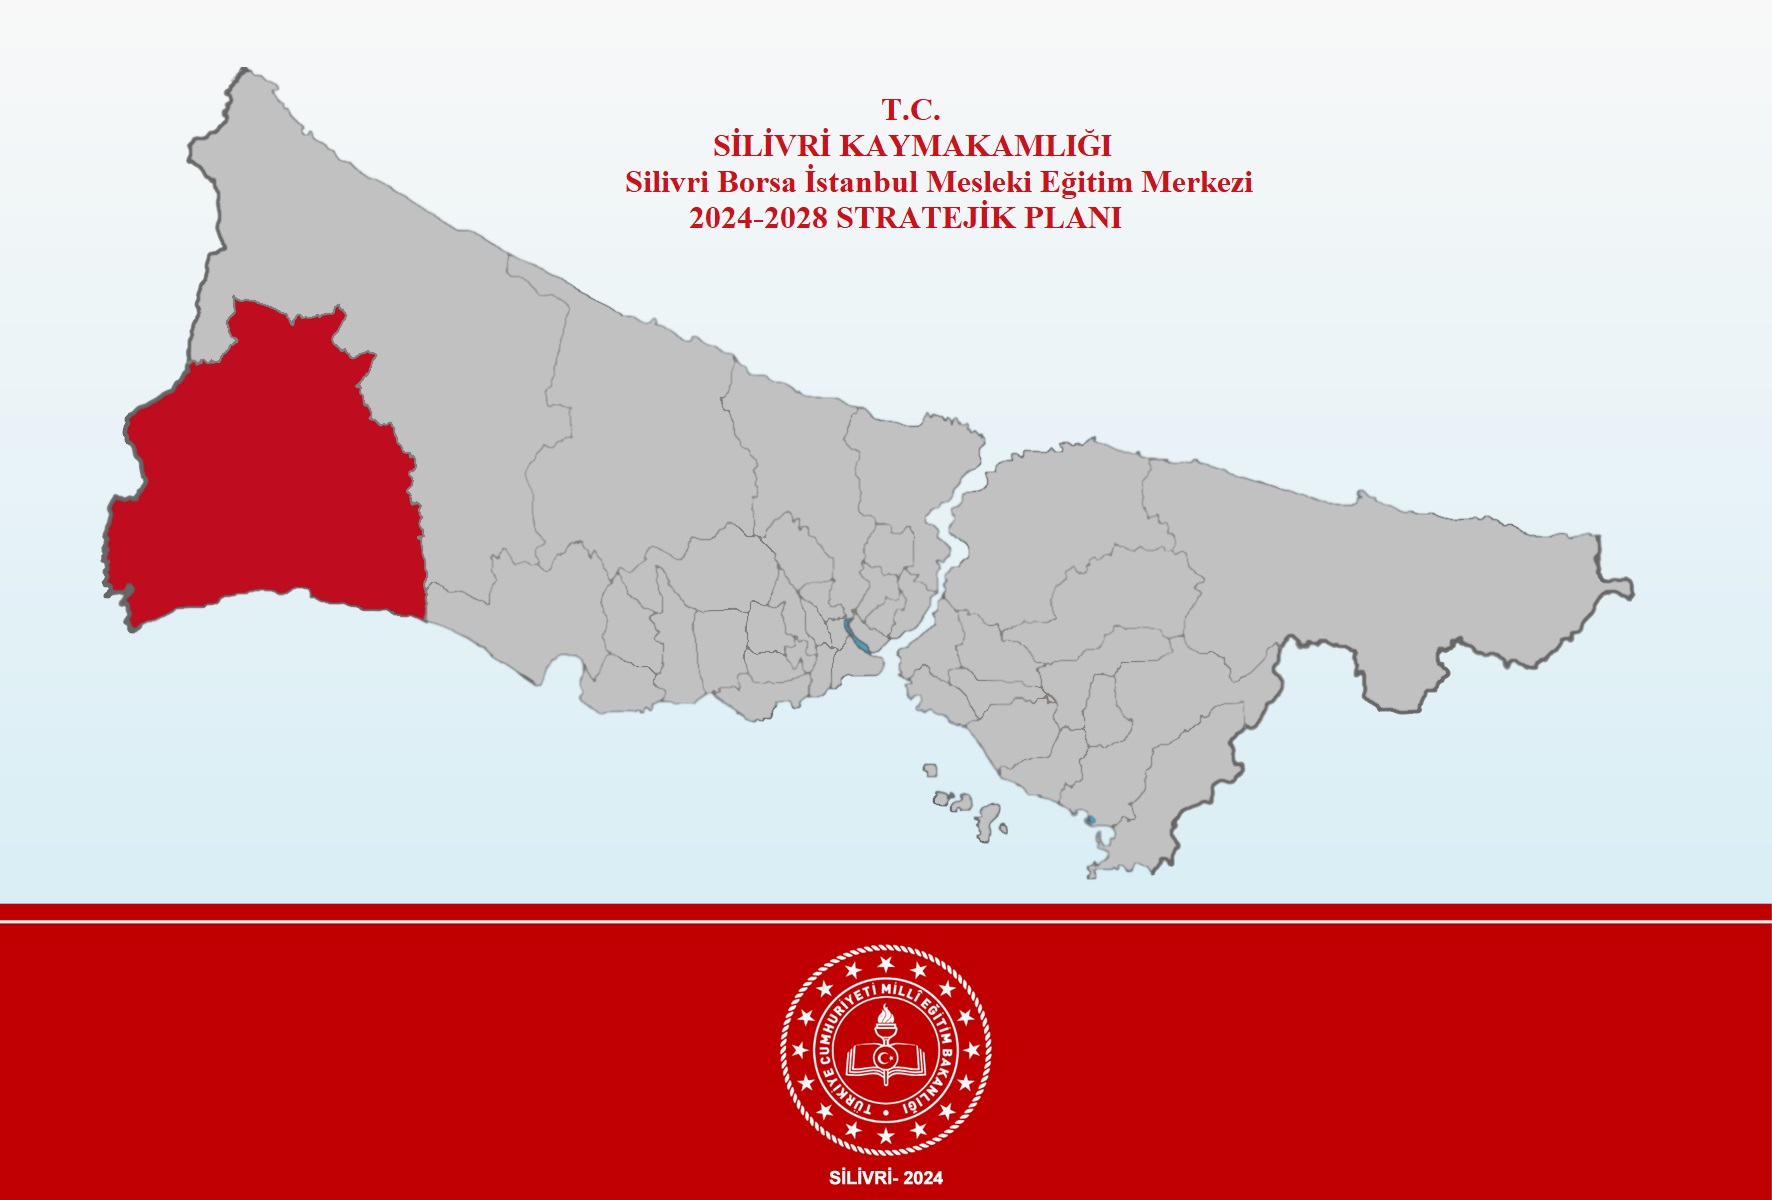 T.C.
SİLİVRİ KAYMAKAMLIĞI
Silivri Borsa İstanbul Mesleki Eğitim Merkezi
2024-2028 STRATEJİK PLANI
TÜRKİYE CUMHURİYETİ MİLLÎ EĞİTİM BAKANLIĞI
SİLİVRİ- 2024